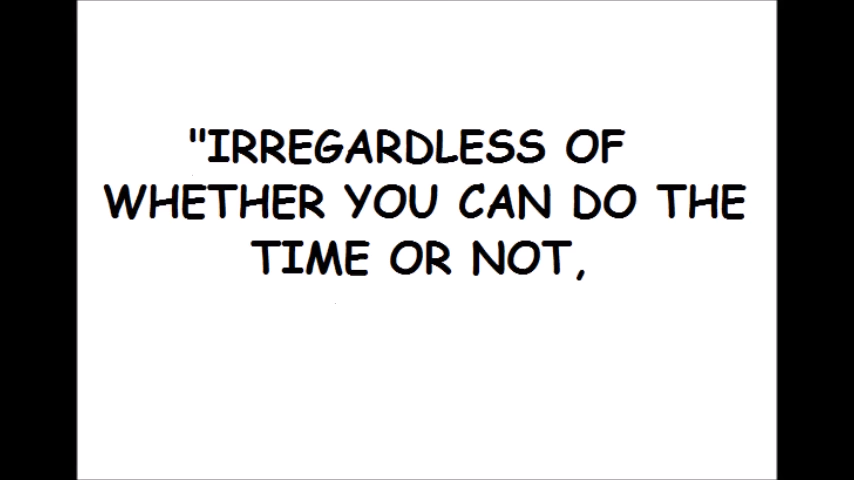 "IRREGARDLESS OF
WHETHER YOU CAN DO THE
TIME OR NOT,